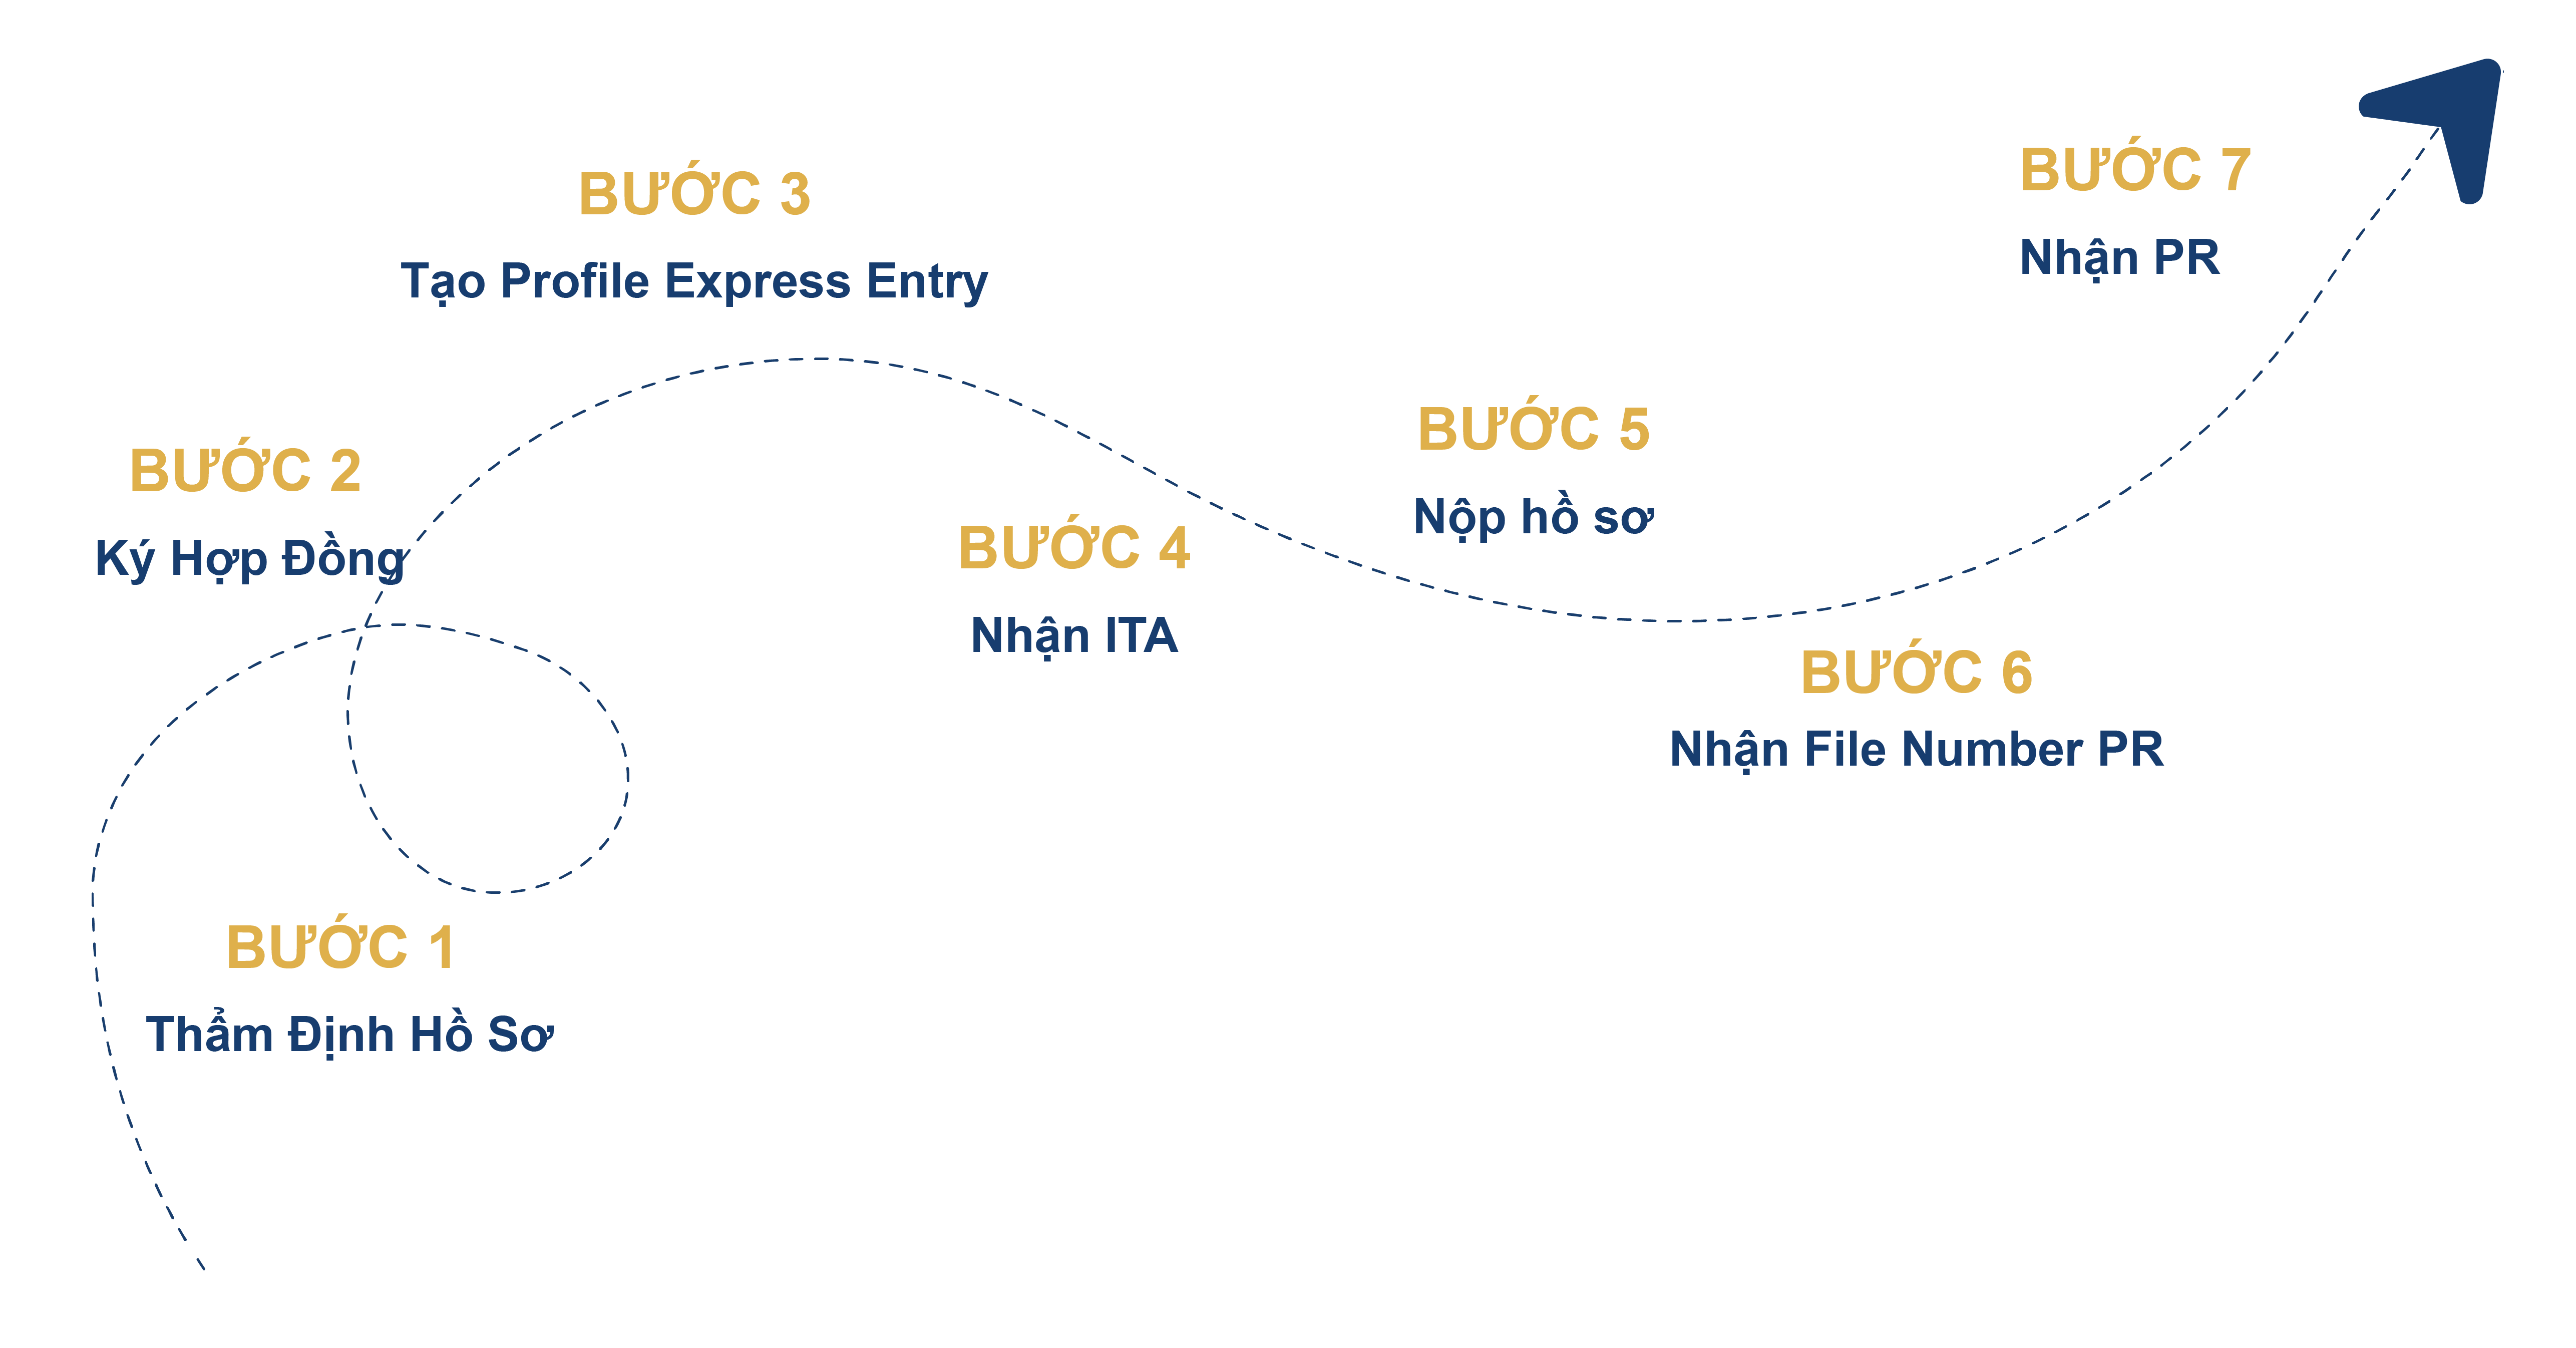 BƯỚC 1
Thẩm Định Hồ Sơ
BƯỚC 2
Ký Hợp Đồng
BƯỚC 3
Tạo Profile Express Entry
BƯỚC 4
Nhận ITA
BƯỚC 5
Nộp hồ sơ
BƯỚC 6
Nhận File Number PR
BƯỚC 7
Nhận PR